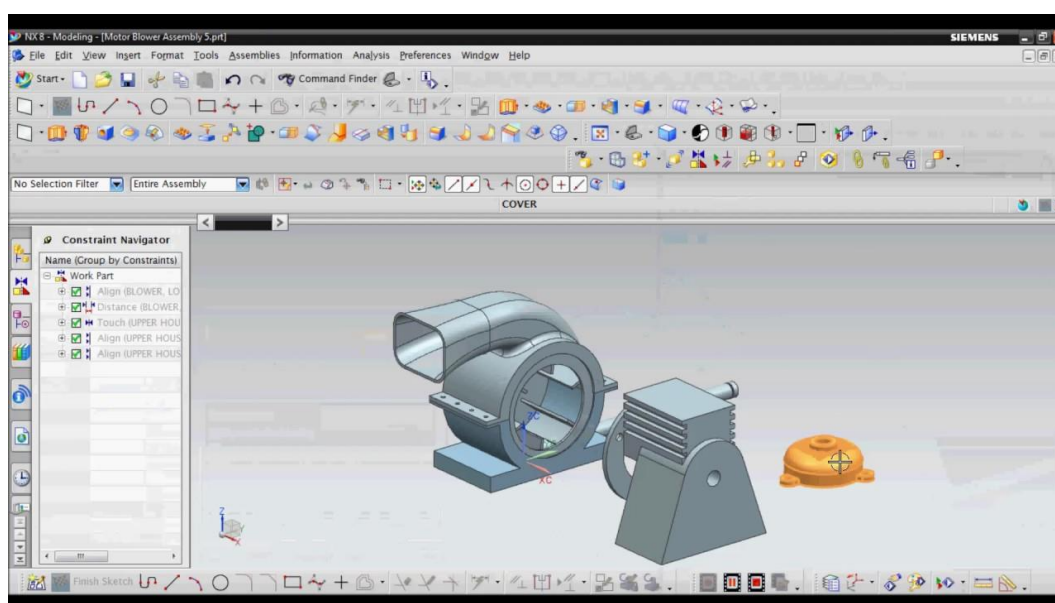 NX 8 - Modeling - [Motor Blower Assembly 5.prt]
SIEMENS
File Edit View Insert Format Tools Assemblies Information Analysis Preferences Window Help
Start Command Finder
No Selection Filter Entire Assembly
COVER
Constraint Navigator
Name (Group by Constraints)
Work Part
Align (BLOWER, LO
Distance (BLOWER,
Touch (UPPER HOU
Align (UPPER HOUS
Align (UPPER HOUS
ZC
XC
Z
X
Finish Sketch